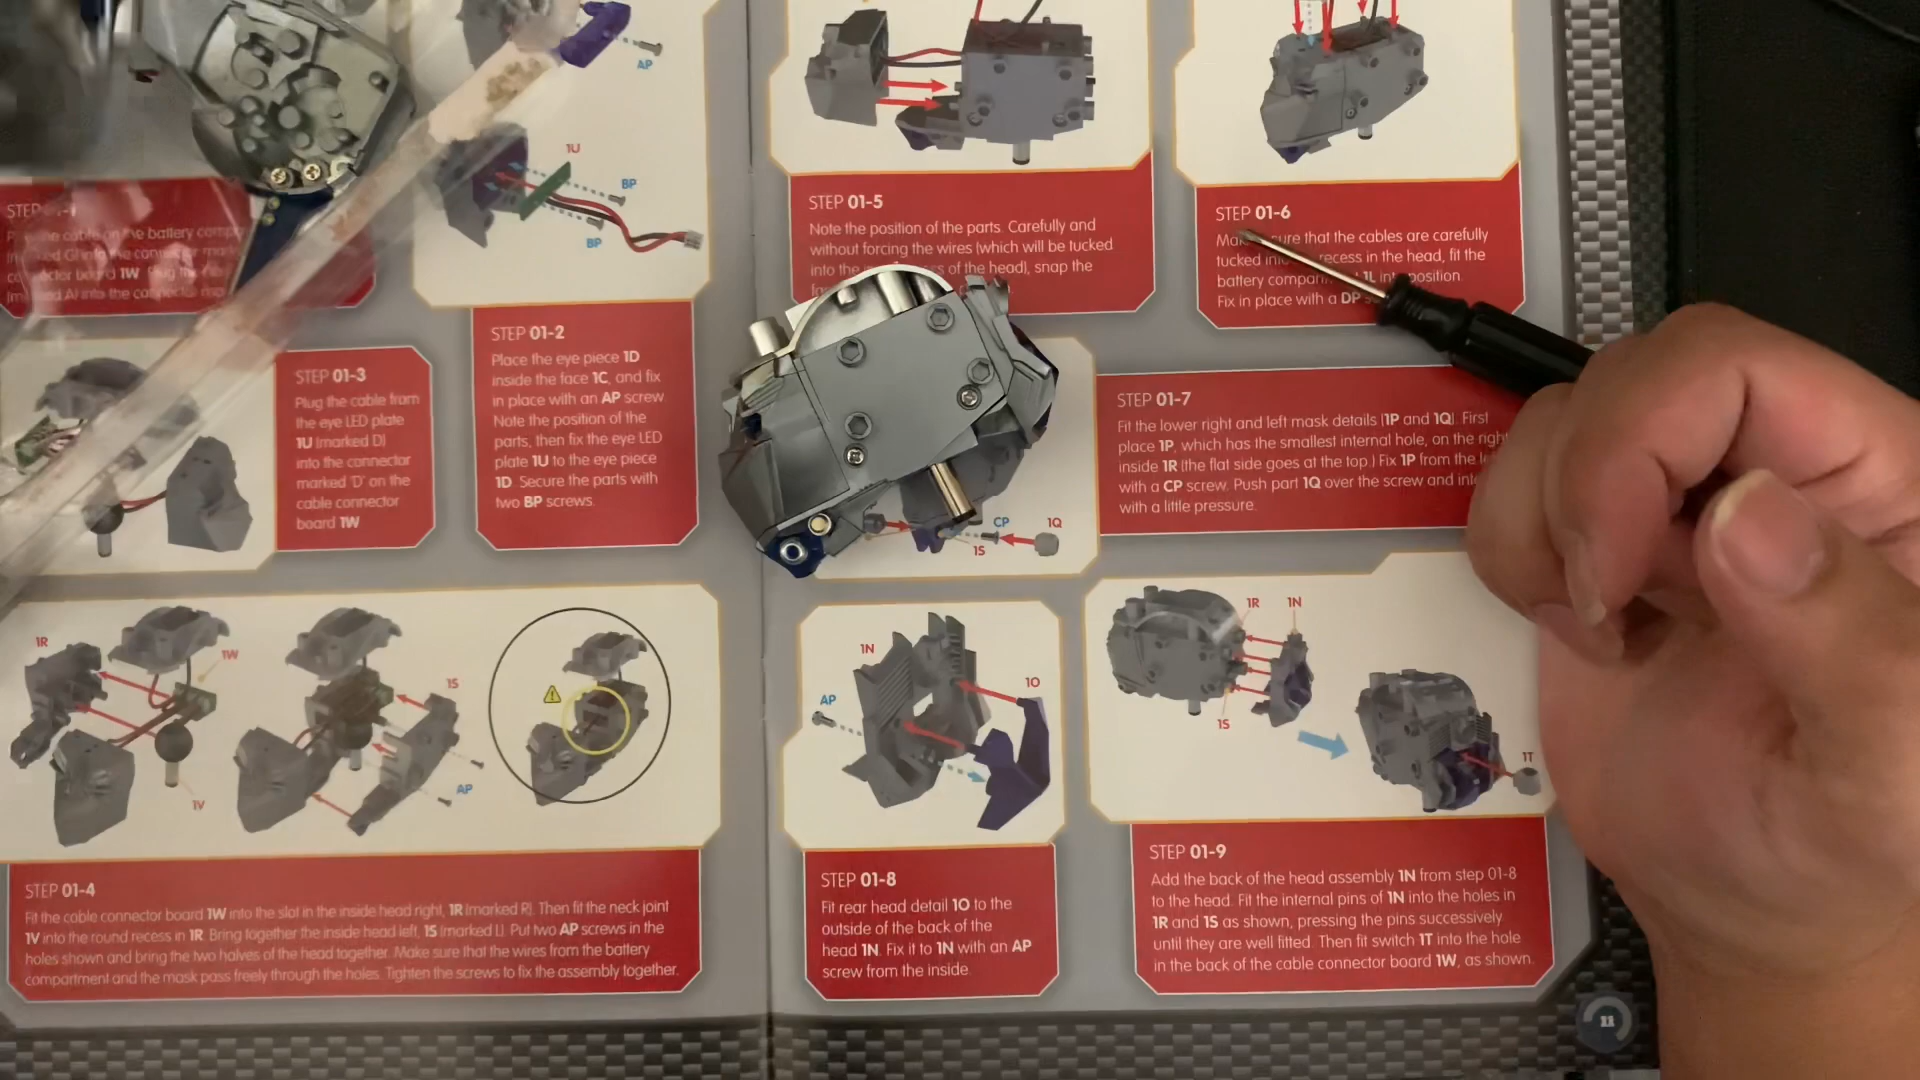 AP
1U
BP
BP
STEP 01-2
Place the eye piece 1D
inside the face 1C, and fix
in place with an AP screw.
Note the position of the
parts, then fix the eye LED
plate 1U to the eye piece
1D. Secure the parts with
two BP screws.
STEP 01-3
Plug the cable from
the eye LED plate
1U (marked D)
into the connector
marked 'D' on the
cable connector
board 1W
1R
1W
1V
1S
AP
STEP 01-4
Fit the cable connector board 1W into the slot in the inside head right, 1R (marked R). Then fit the neck joint
1V into the round recess in 1R. Bring together the inside head left, 1S (marked L). Put two AP screws in the
holes shown and bring the two halves of the head together. Make sure that the wires from the battery
compartment and the mask pass freely through the holes. Tighten the screws to fix the assembly together.
STEP 01-5
Note the position of the parts. Carefully and
without forcing the wires (which will be tucked
into the
s of the head), snap the
STEP 01-6
sure that the cables are carefully
tucked
recess in the head, fit the
battery
1L
position.
Fix in place with a DP
CP
1Q
1S
STEP 01-7
Fit the lower right and left mask details (1P and 1Q). First
place 1P, which has the smallest internal hole, on the right
inside 1R (the flat side goes at the top.) Fix 1P from the
with a CP screw. Push part 1Q over the screw and
with a little pressure.
1N
1O
AP
STEP 01-8
Fit rear head detail 1O to the
outside of the back of the
head 1N. Fix it to 1N with an AP
screw from the inside.
1R
1N
1S
1T
STEP 01-9
Add the back of the head assembly 1N from step 01-8
to the head. Fit the internal pins of 1N into the holes in
1R and 1S as shown, pressing the pins successively
until they are well fitted. Then fit switch 1T into the hole
in the back of the cable connector board 1W, as shown.
11